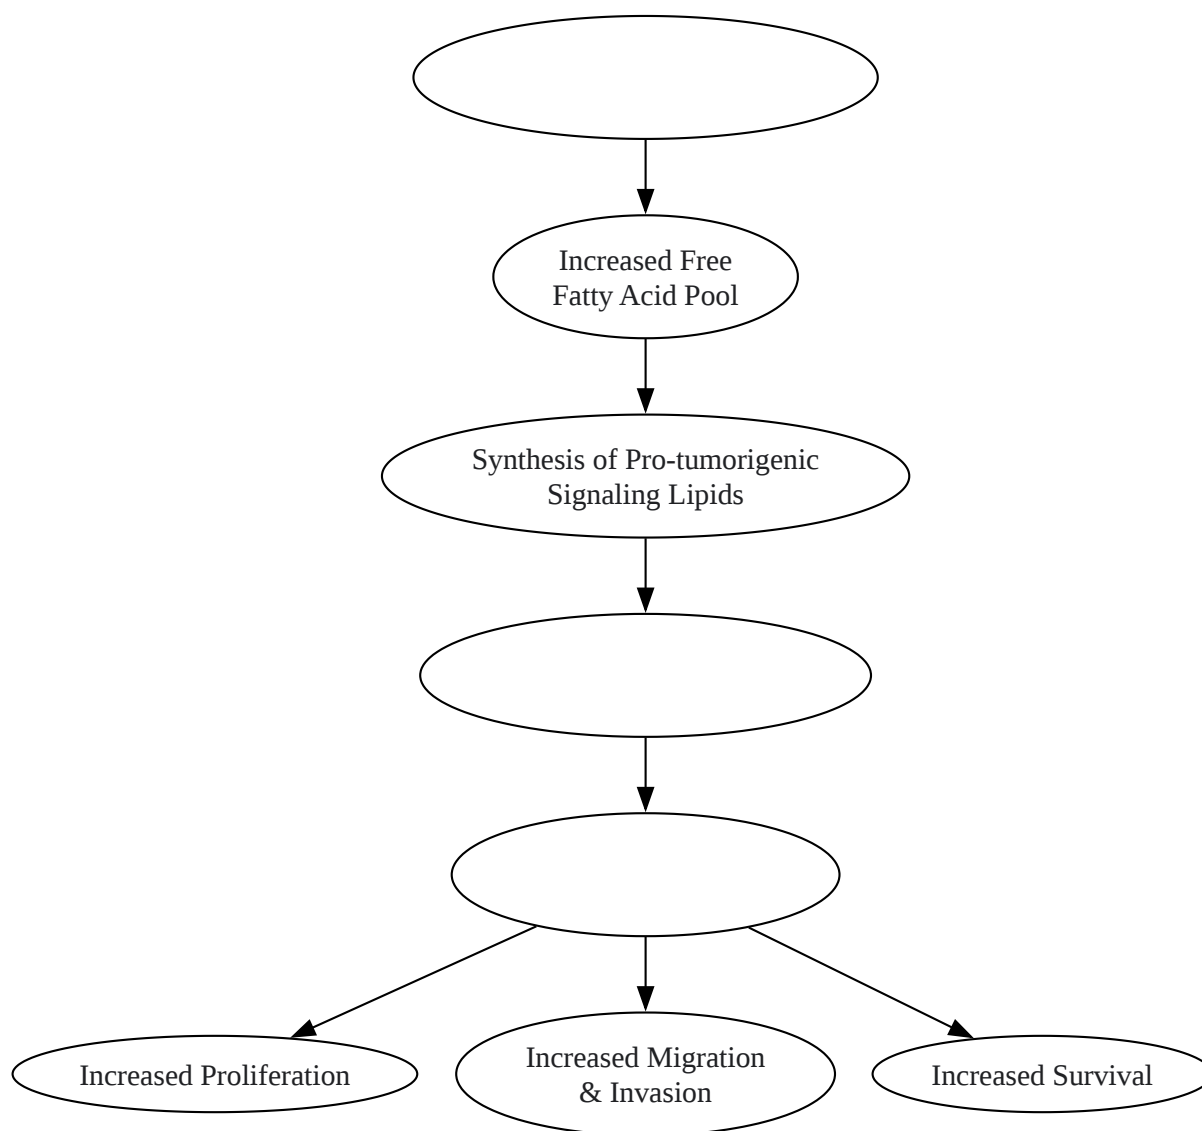 Increased Free
Fatty Acid Pool
Synthesis of Pro-tumorigenic
Signaling Lipids
Increased Proliferation
Increased Migration
& Invasion
Increased Survival